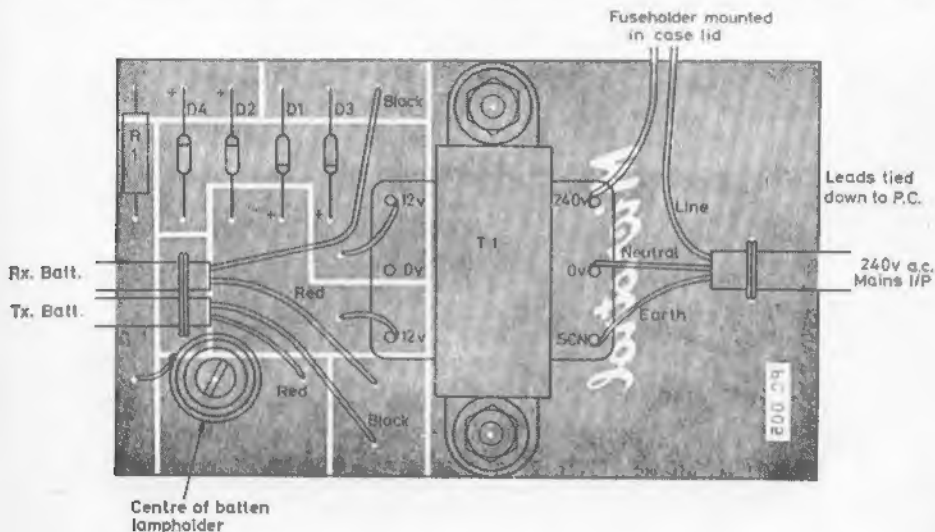 Fuseholder mounted
in case lid
+ D4
+ D2
D1
D3
Black
R
1
12v
240v
Line
Leads tied
down to P.C.
T1
Neutral
Rx. Batt.
0v
0v
240v a.c.
Mains I/P
Red
Tx. Batt.
Earth
12v
SCN
Red
Black
Centre of batten
lampholder